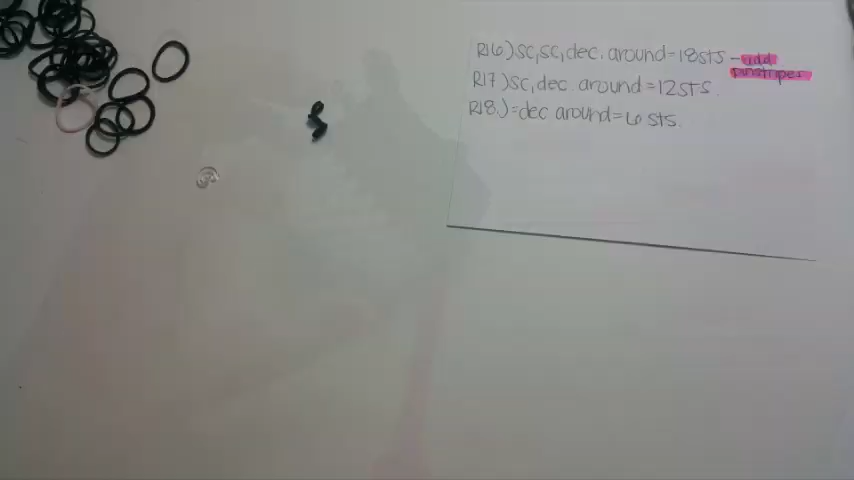 R16) sc, sc, dec. around = 18 sts - add
pinstripes
R17) sc, dec. around = 12 sts.
R18.) = dec around = 6 sts.